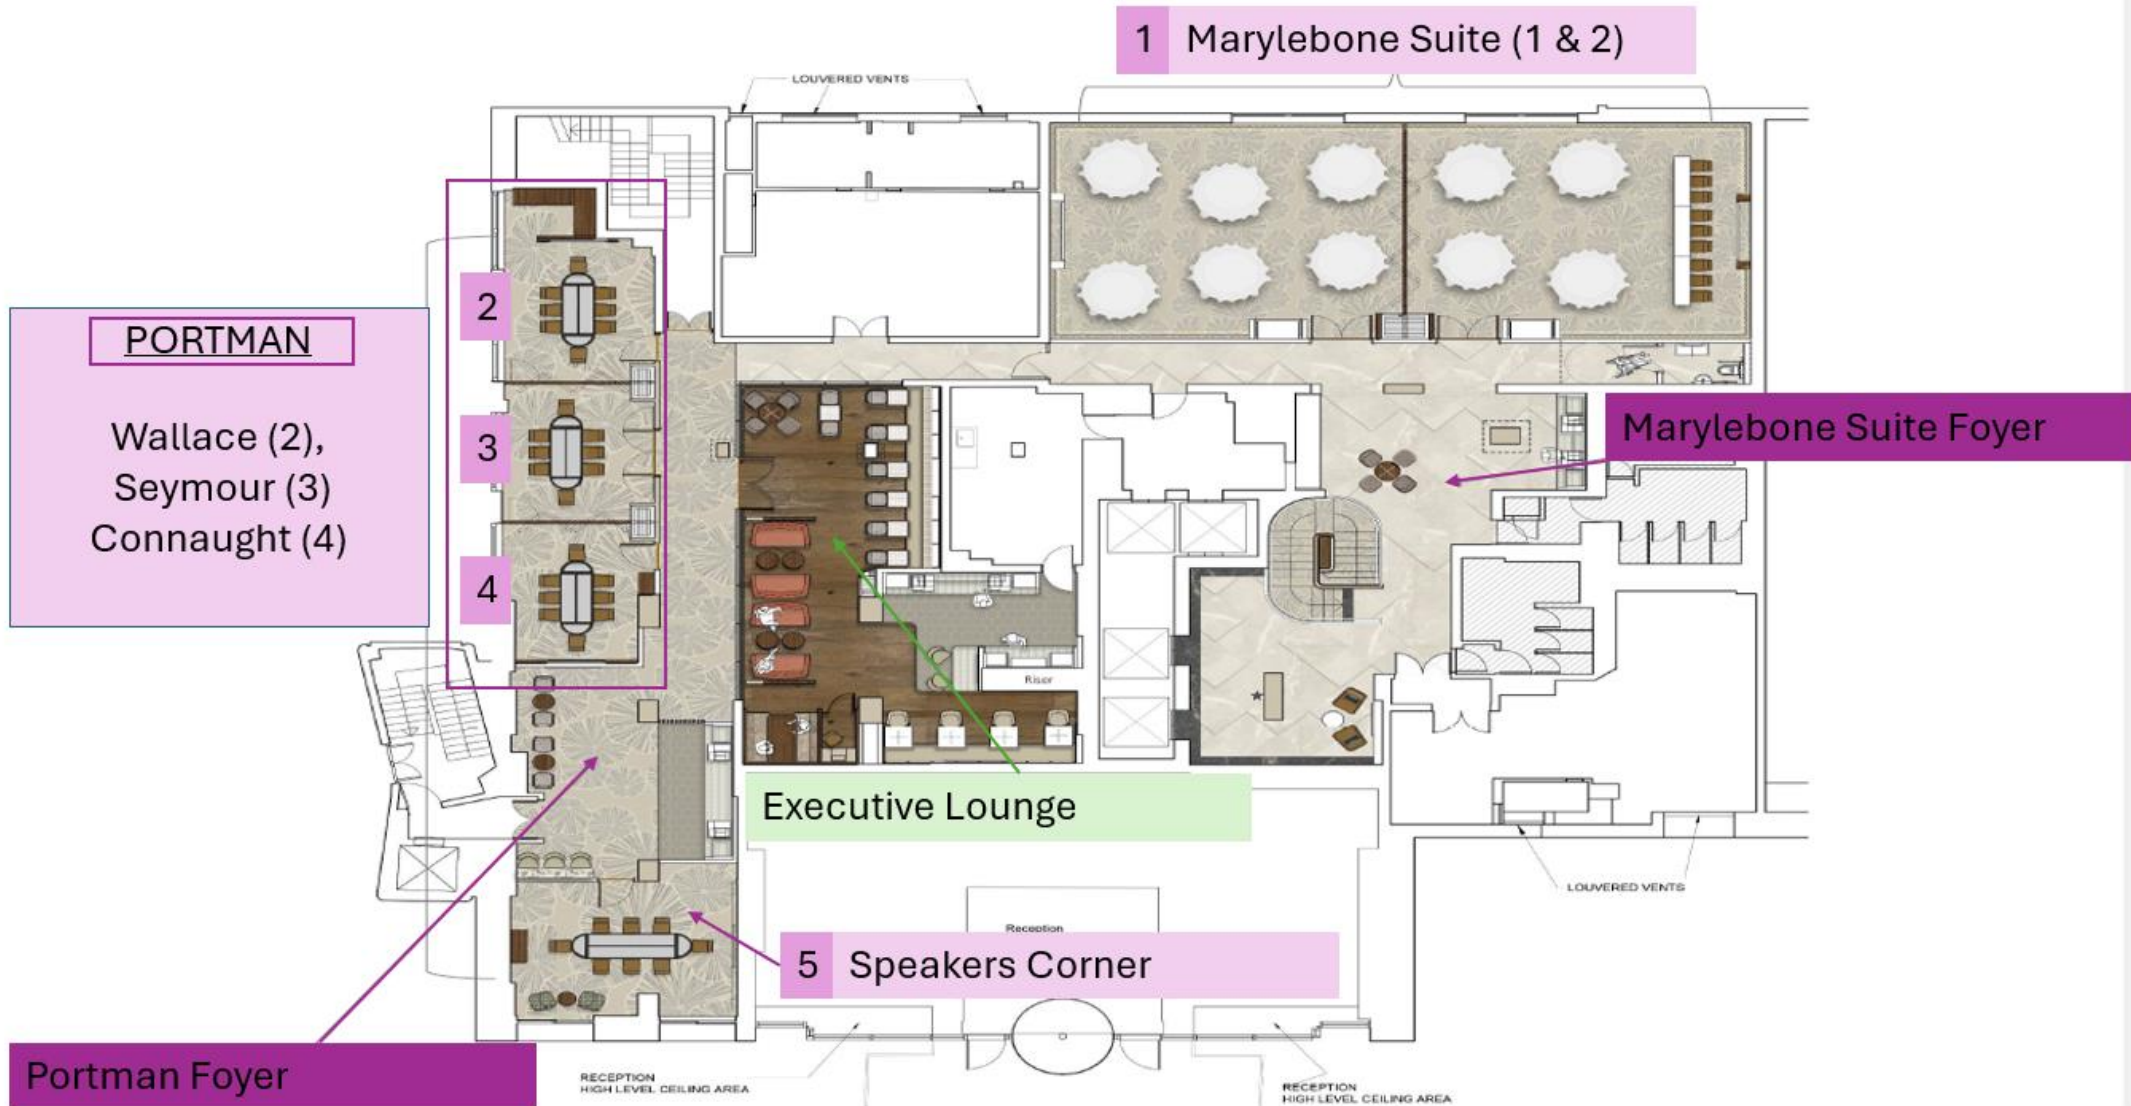 1 Marylebone Suite (1 & 2)
LOUVERED VENTS
2
PORTMAN
Wallace (2),
Seymour (3)
Connaught (4)
3
4
Marylebone Suite Foyer
Riser
Executive Lounge
LOUVERED VENTS
Reception
5 Speakers Corner
Portman Foyer
RECEPTION
HIGH LEVEL CEILING AREA
RECEPTION
HIGH LEVEL CEILING AREA